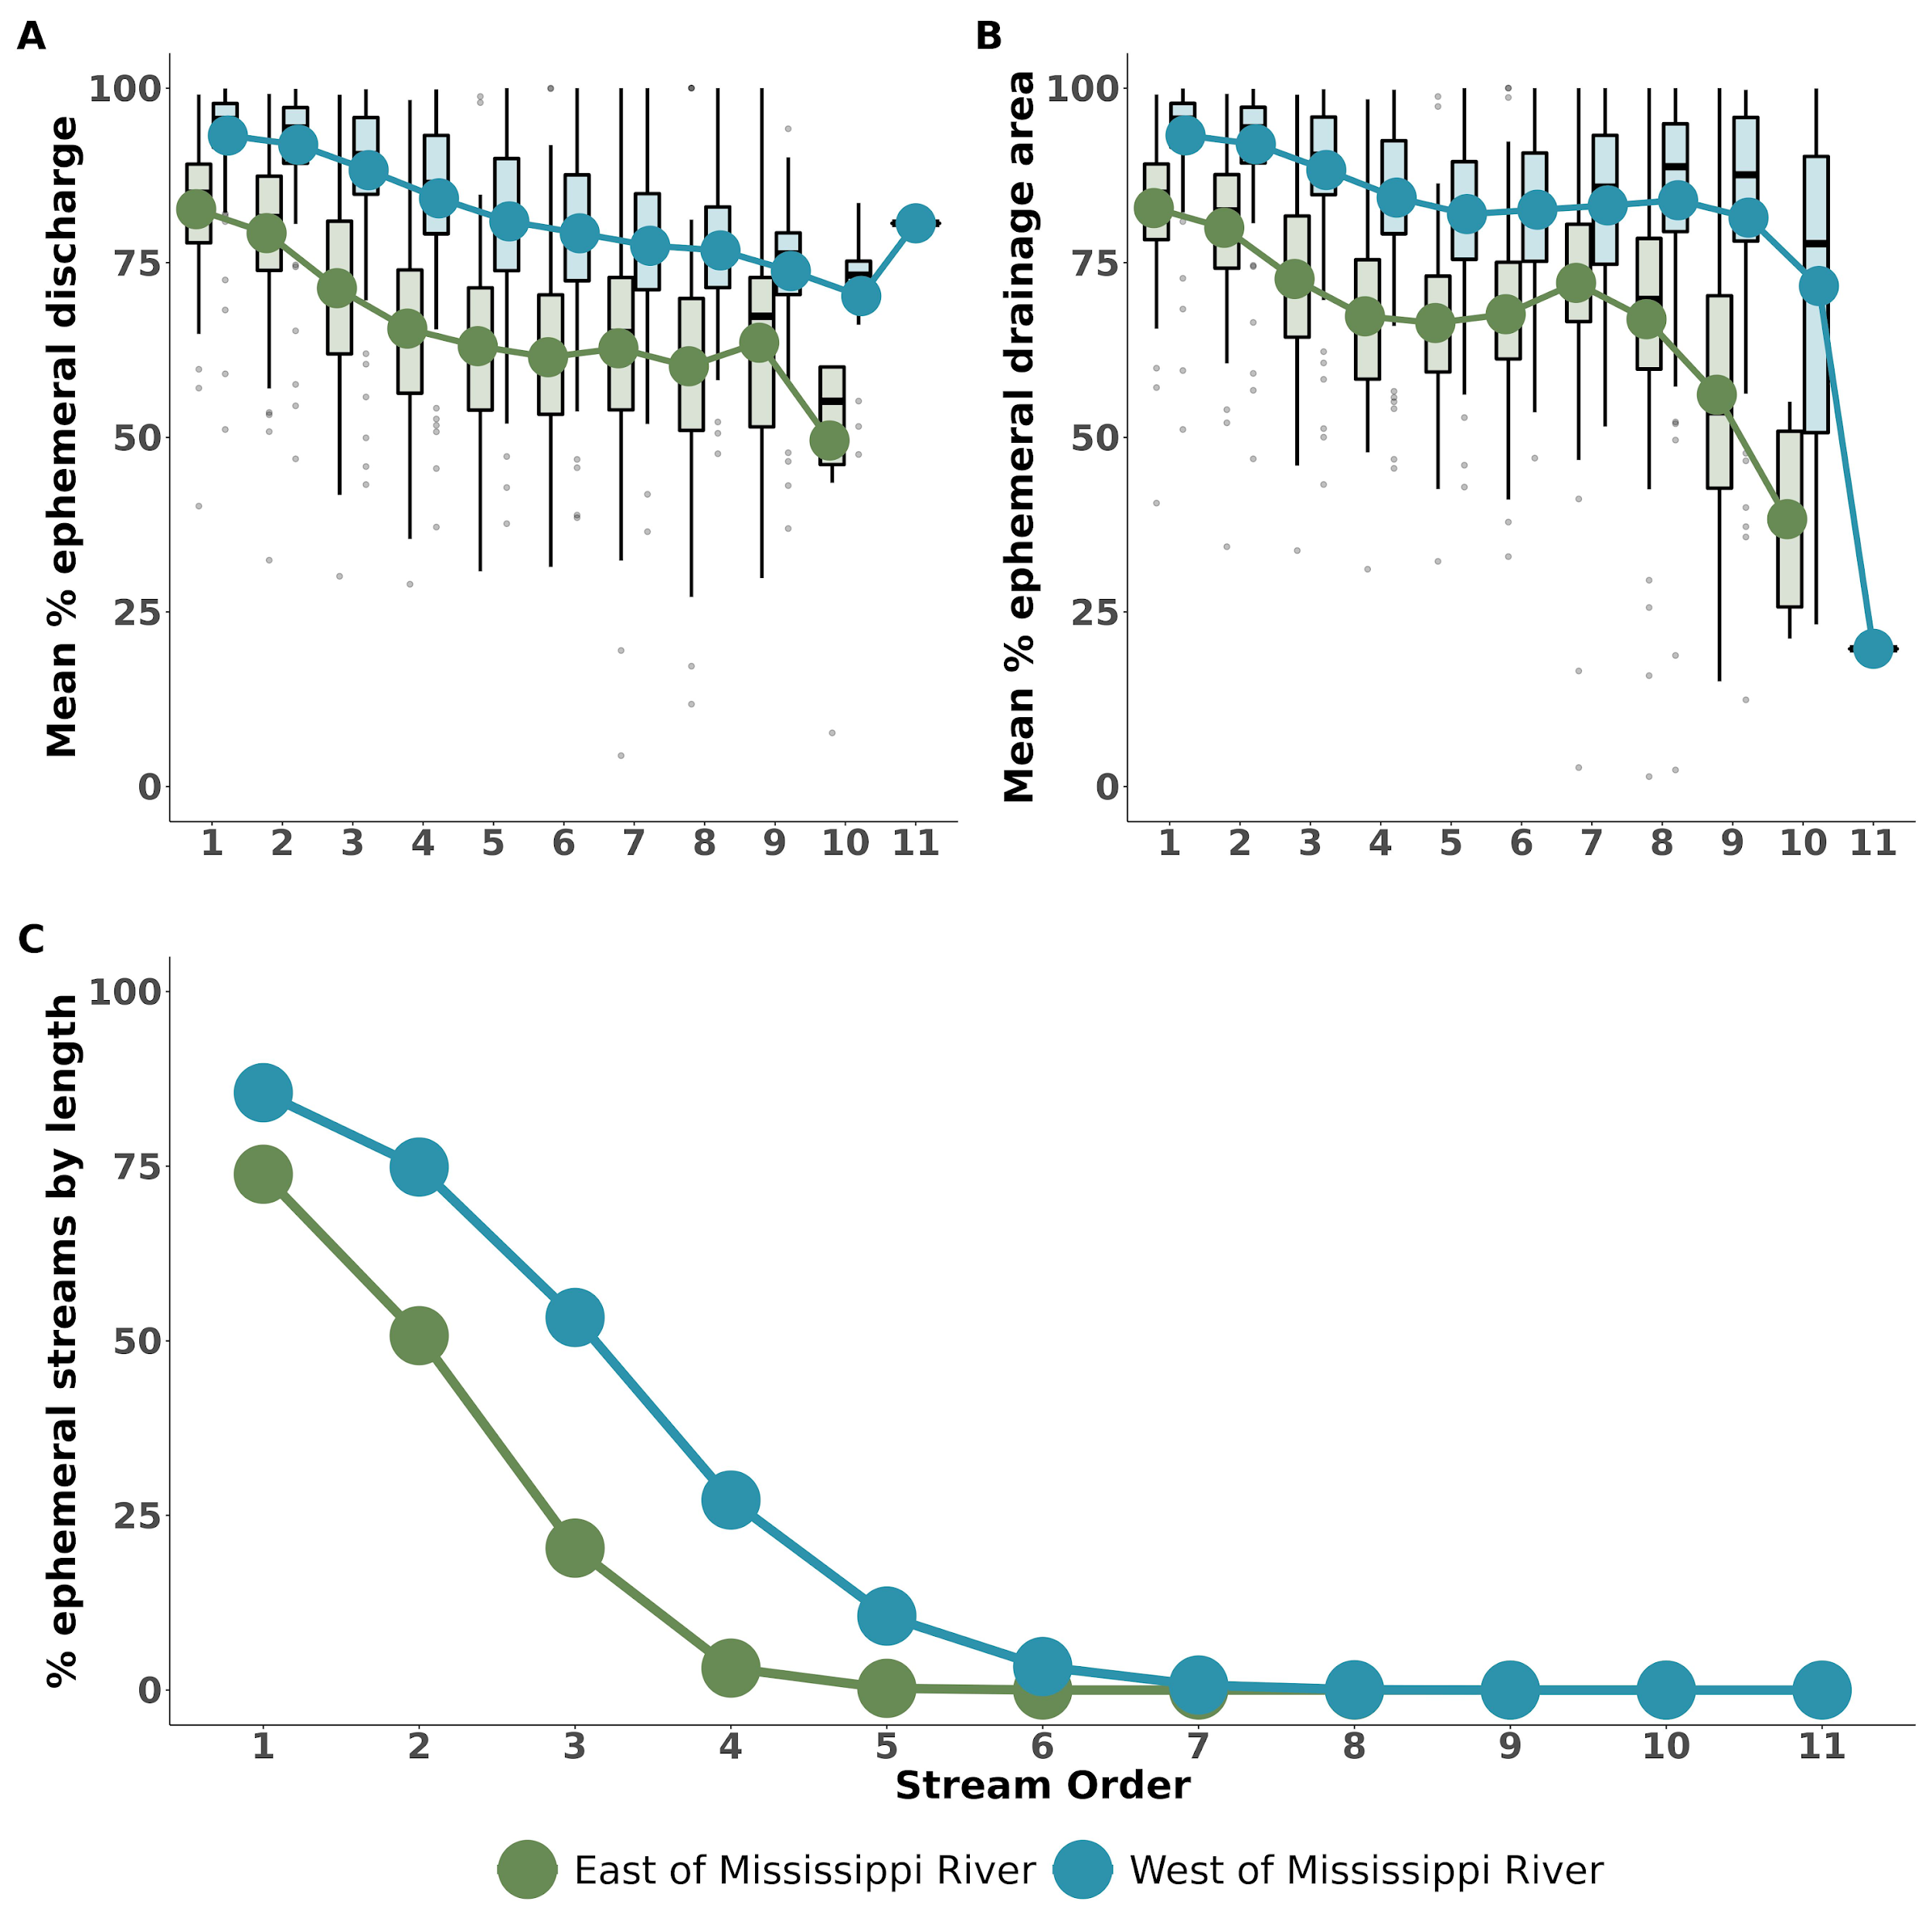 A
Mean % ephemeral discharge
100
75
50
25
0
1 2 3 4 5 6 7 8 9 10 11
B
Mean % ephemeral drainage area
100
75
50
25
0
1 2 3 4 5 6 7 8 9 10 11
C
% ephemeral streams by length
100
75
50
25
0
1 2 3 4 5 6 7 8 9 10 11
Stream Order
East of Mississippi River West of Mississippi River